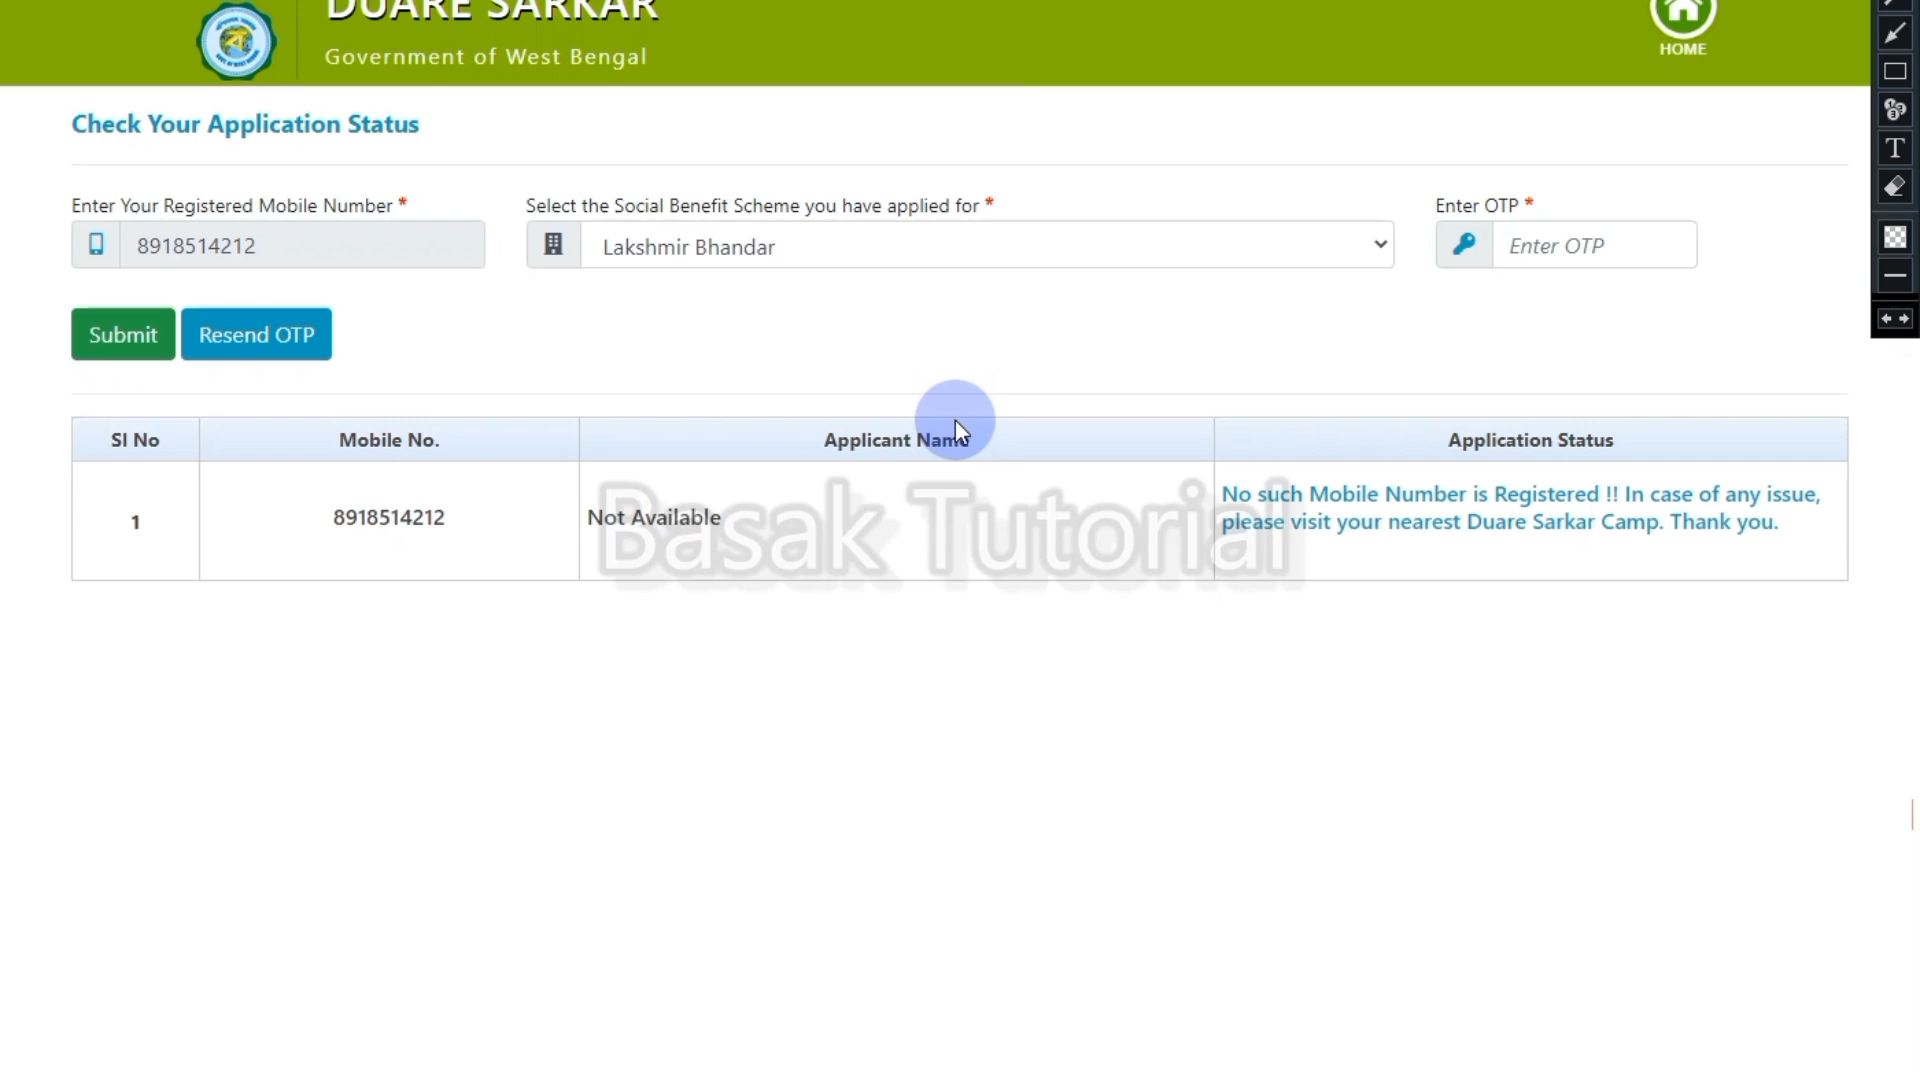 DUARE SARKAR
Government of West Bengal
HOME
Check Your Application Status
Enter Your Registered Mobile Number *
Select the Social Benefit Scheme you have applied for *
Enter OTP *
8918514212
Lakshmir Bhandar
Enter OTP
Submit
Resend OTP
Sl No
Mobile No.
Applicant Name
Application Status
1
8918514212
Not Available
No such Mobile Number is Registered !! In case of any issue,
please visit your nearest Duare Sarkar Camp. Thank you.
Basak Tutorial
T